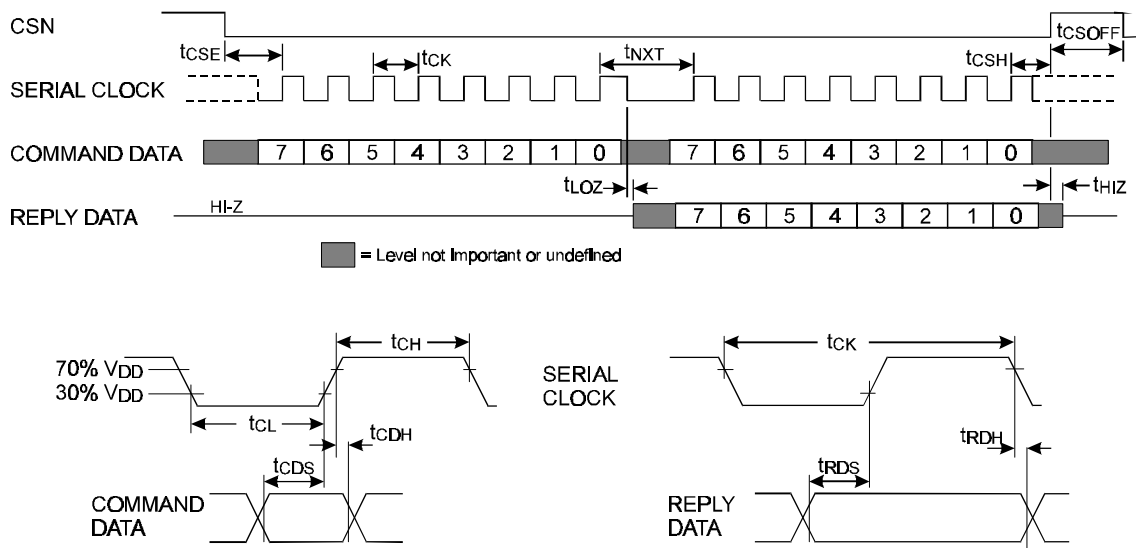 CSN
tCSE
tCK
tNXT
tCSH
tCSOFF
SERIAL CLOCK
COMMAND DATA
7 6 5 4 3 2 1 0
7 6 5 4 3 2 1 0
tLOZ
tHIZ
REPLY DATA
HI-Z
7 6 5 4 3 2 1 0
= Level not Important or undefined
tCH
70% VDD
30% VDD
tCL
tCDH
tCDS
COMMAND
DATA
tCK
SERIAL
CLOCK
tRDH
tRDS
REPLY
DATA